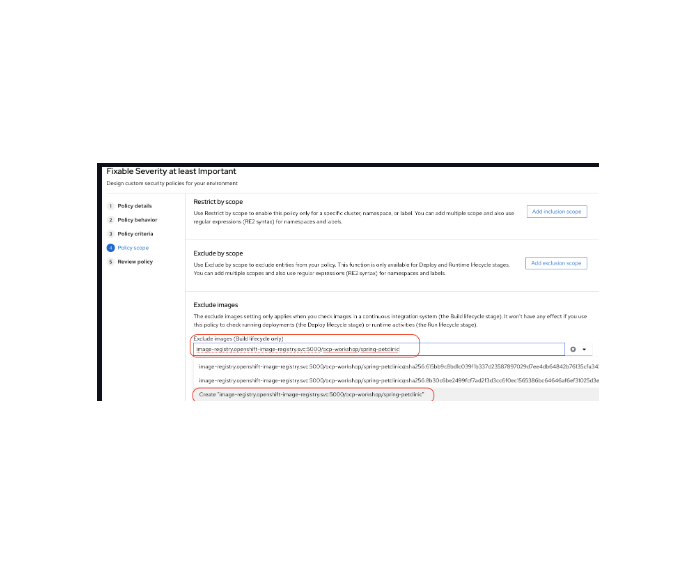 Fixable Severity at least Important
Design custom security policies for your environment
1 Policy details
2 Policy behavior
3 Policy criteria
4 Policy scope
5 Review policy
Restrict by scope
Use Restrict by scope to enable this policy only for a specific cluster, namespace, or label. You can add multiple scope and also use
regular expressions (RE2 syntax) for namespaces and labels.
Add inclusion scope
Exclude by scope
Use Exclude by scope to exclude entities from your policy. This function is only available for Deploy and Runtime lifecycle stages.
You can add multiple scopes and also use regular expressions (RE2 syntax) for namespaces and labels.
Add exclusion scope
Exclude images
The exclude images setting only applies when you check images in a continuous integration system (the Build lifecycle stage). It won't have any effect if you use
this policy to check running deployments (the Deploy lifecycle stage) or runtime activities (the Run lifecycle stage).
Exclude images (Build lifecycle only)
image-registry.openshift-image-registry.svc:5000/ocp-workshop/spring-petclinic
image-registry.openshift-image-registry.svc:5000/ocp-workshop/spring-petclinic@sha256:
image-registry.openshift-image-registry.svc:5000/ocp-workshop/spring-petclinic@sha256:
Create "image-registry.openshift-image-registry.svc:5000/ocp-workshop/spring-petclinic"